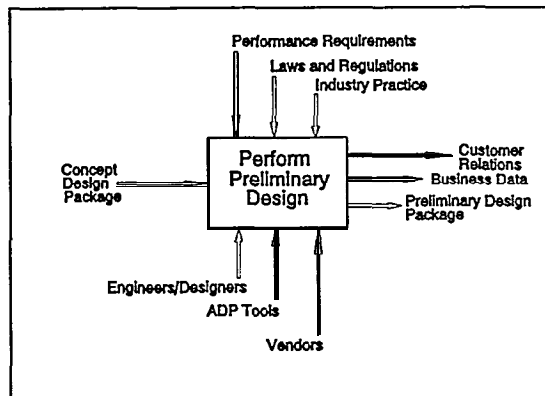 Performance Requirements
Laws and Regulations
Industry Practice
Perform
Preliminary
Design
Concept
Design
Package
Customer
Relations
Business Data
Preliminary Design
Package
Engineers/Designers
ADP Tools
Vendors